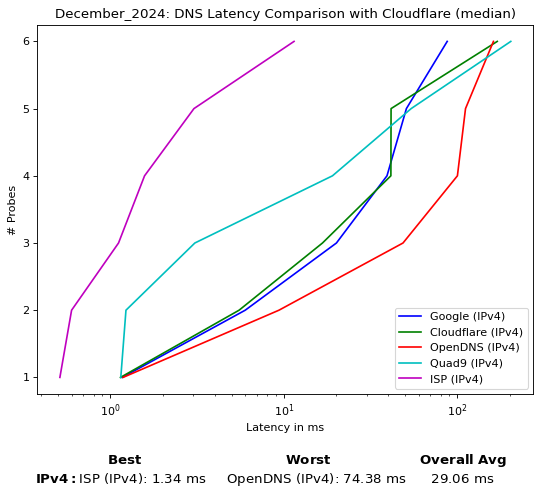 December_2024: DNS Latency Comparison with Cloudflare (median)
6
5
4
3
2
1
# Probes
10⁰
10¹
10²
Latency in ms
Google (IPv4)
Cloudflare (IPv4)
OpenDNS (IPv4)
Quad9 (IPv4)
ISP (IPv4)
Best Worst Overall Avg
IPv4: ISP (IPv4): 1.34 ms OpenDNS (IPv4): 74.38 ms 29.06 ms